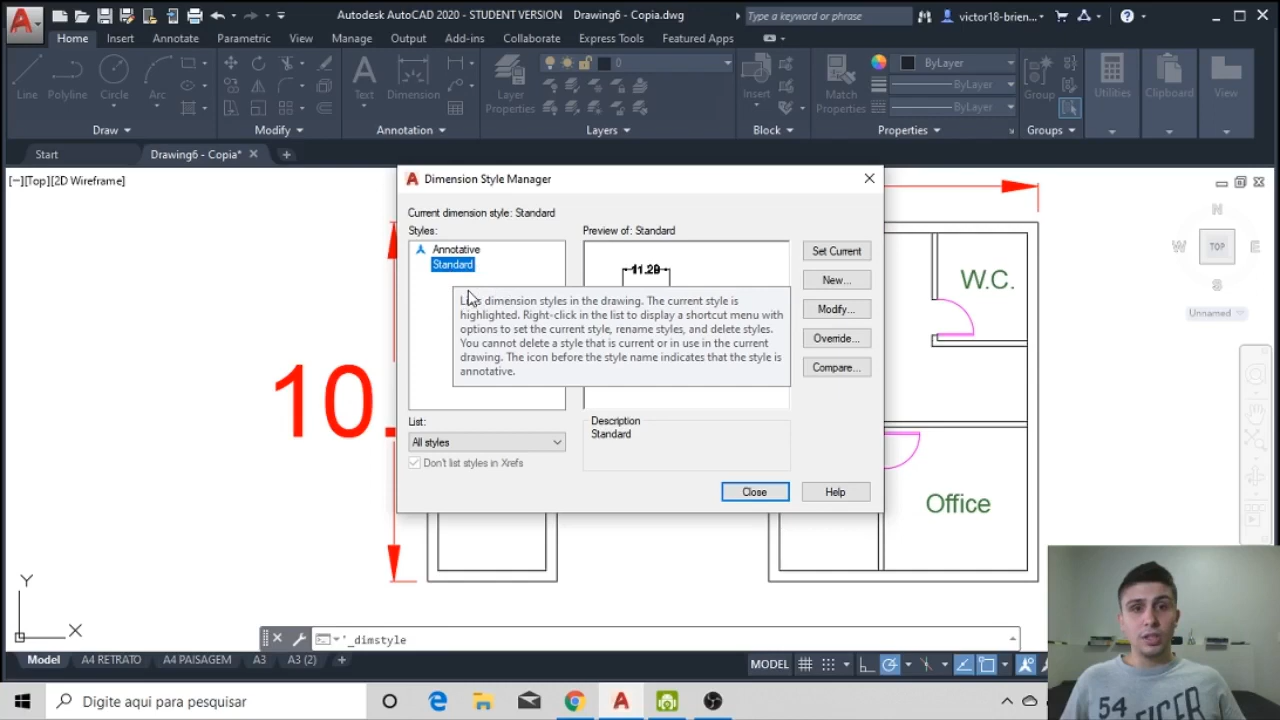 Autodesk AutoCAD 2020 - STUDENT VERSION
Drawing6 - Copia.dwg
Type a keyword or phrase
victor18-brien...
Home
Insert
Annotate
Parametric
View
Manage
Output
Add-ins
Collaborate
Express Tools
Featured Apps
Line
Polyline
Circle
Arc
Text
Dimension
Layer
Properties
0
Insert
Match
Properties
ByLayer
ByLayer
ByLayer
Group
Utilities
Clipboard
View
Draw
Modify
Annotation
Layers
Block
Properties
Groups
Start
Drawing6 - Copia*
[−][Top][2D Wireframe]
Dimension Style Manager
Current dimension style: Standard
Styles:
Preview of: Standard
Annotative
Standard
11.29
Set Current
New...
Modify...
Override...
Compare...
dimension styles in the drawing. The current style is
highlighted. Right-click in the list to display a shortcut menu with
options to set the current style, rename styles, and delete styles.
You cannot delete a style that is current or in use in the current
drawing. The icon before the style name indicates that the style is
annotative.
List:
All styles
Don't list styles in Xrefs
Description
Standard
Close
Help
10.
W.C.
Office
N
W
TOP
E
S
Unnamed
Y
X
'_dimstyle
Model
A4 RETRATO
A4 PAISAGEM
A3
A3 (2)
MODEL
Digite aqui para pesquisar
54